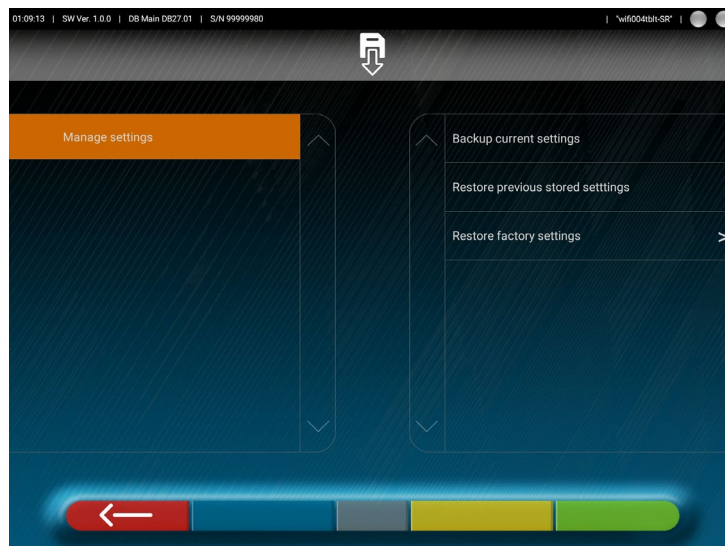 01:09:13 | SW Ver. 1.0.0 | DB Main DB27.01 | S/N 99999980 | "wifi004tblt-SR" |
Manage settings
Backup current settings
Restore previous stored setttings
Restore factory settings >